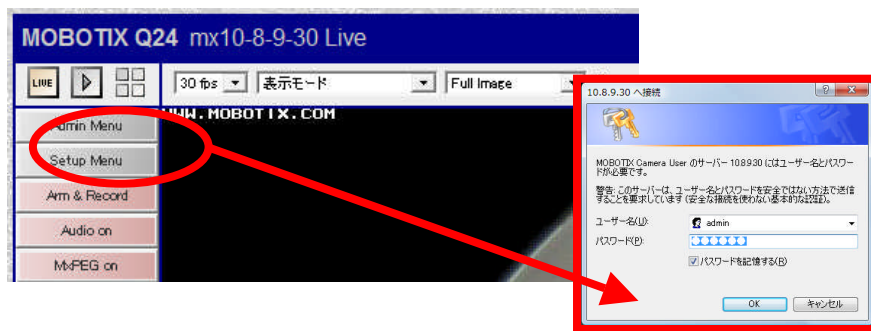 MOBOTIX Q24 mx10-8-9-30 Live
LIVE
30 fps 表示モード Full Image
WWW.MOBOTIX.COM
Admin Menu
Setup Menu
Arm & Record
Audio on
MxPEG on
10.8.9.30 へ接続
MOBOTIX Camera User のサーバー 10.8.9.30 にはユーザー名とパスワー
ドが必要です。
警告: このサーバーは、ユーザー名とパスワードを安全ではない方法で送信
することを要求しています (安全な接続を使わない基本的な認証)。
ユーザー名(U):
admin
パスワード(P):
パスワードを記憶する(R)
OK キャンセル